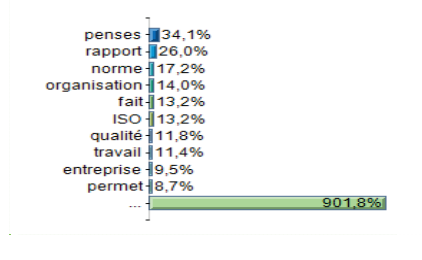 penses 34,1%
rapport 26,0%
norme 17,2%
organisation 14,0%
fait 13,2%
ISO 13,2%
qualité 11,8%
travail 11,4%
entreprise 9,5%
permet 8,7%
... 901,8%